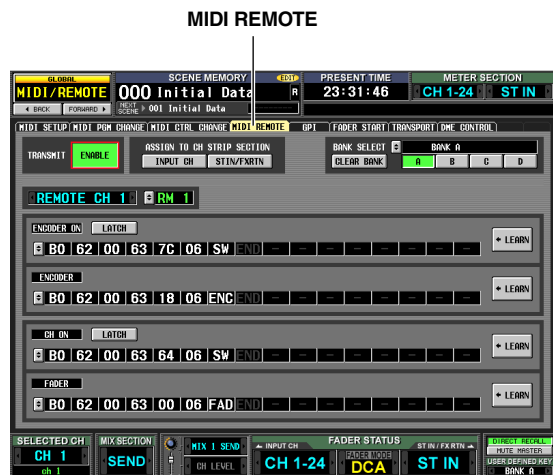 MIDI REMOTE
GLOBAL SCENE MEMORY EDIT PRESENT TIME METER SECTION
MIDI/REMOTE 000 Initial Data R 23:31:46 CH 1-24 ST IN
BACK FORWARD NEXT SCENE 001 Initial Data
MIDI SETUP MIDI PGM CHANGE MIDI CTRL CHANGE MIDI REMOTE GPI FADER START TRANSPORT DME CONTROL
TRANSMIT ENABLE ASSIGN TO CH STRIP SECTION BANK SELECT BANK A
INPUT CH STIN/FXRTN CLEAR BANK A B C D
REMOTE CH 1 RM 1
ENCODER ON LATCH
B0 62 00 63 7C 06 SW END - - - - - - - - LEARN
ENCODER
B0 62 00 63 18 06 ENC END - - - - - - - - LEARN
CH ON LATCH
B0 62 00 63 64 06 SW END - - - - - - - - LEARN
FADER
B0 62 00 63 00 06 FAD END - - - - - - - - LEARN
SELECTED CH MIX SECTION MIX 1 SEND INPUT CH FADER STATUS ST IN / FX RTN DIRECT RECALL
CH 1 SEND FADER MODE MUTE MASTER
ch 1 CH LEVEL CH 1-24 DCA ST IN USER DEFINED KEY
BANK A